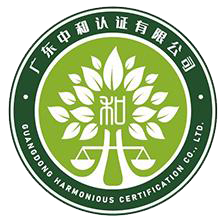 ·广东中和认证有限公司·
和
GUANGDONG HARMONIOUS CERTIFICATION CO., LTD.